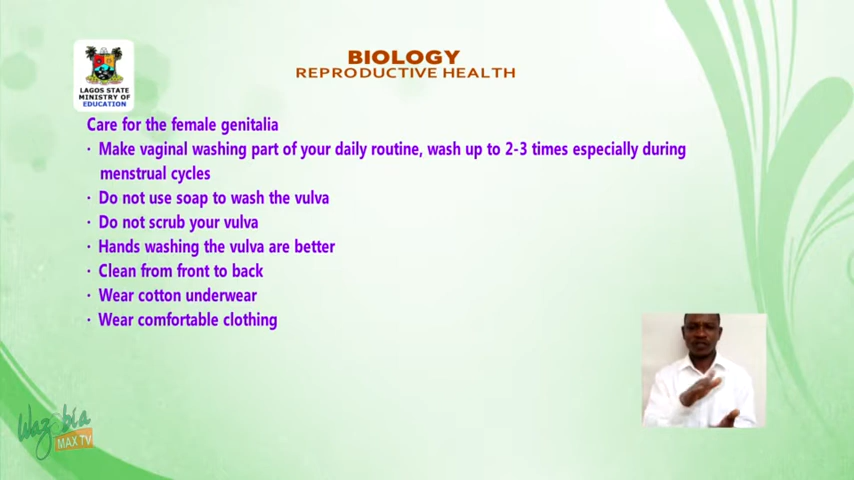 BIOLOGY
REPRODUCTIVE HEALTH
LAGOS STATE
MINISTRY OF
EDUCATION
Care for the female genitalia
· Make vaginal washing part of your daily routine, wash up to 2-3 times especially during
menstrual cycles
· Do not use soap to wash the vulva
· Do not scrub your vulva
· Hands washing the vulva are better
· Clean from front to back
· Wear cotton underwear
· Wear comfortable clothing
Wazobia
MAX TV